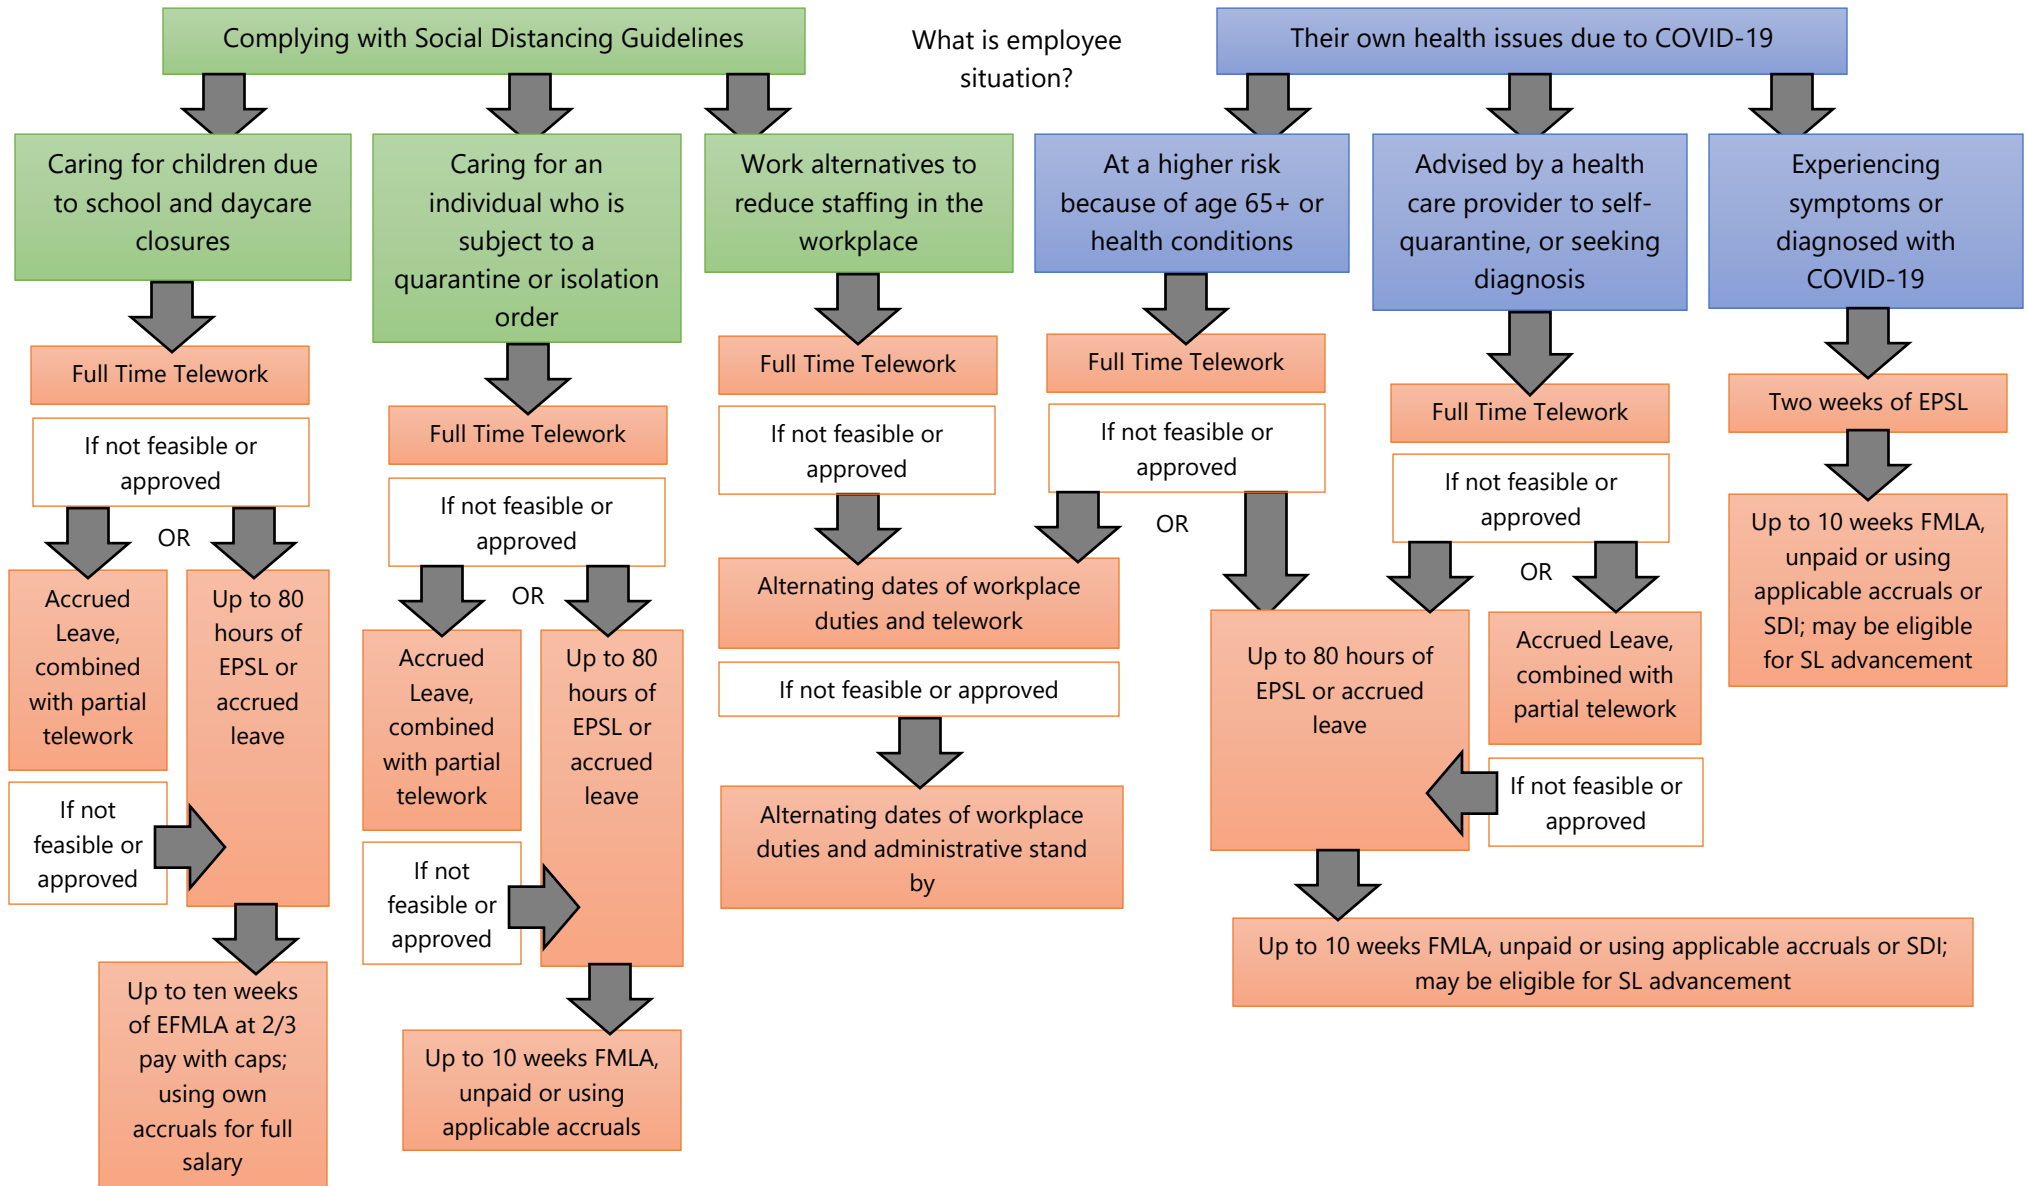 Complying with Social Distancing Guidelines
What is employee
situation?
Their own health issues due to COVID-19
Caring for children due
to school and daycare
closures
Caring for an
individual who is
subject to a
quarantine or isolation
order
Work alternatives to
reduce staffing in the
workplace
At a higher risk
because of age 65+ or
health conditions
Advised by a health
care provider to self-
quarantine, or seeking
diagnosis
Experiencing
symptoms or
diagnosed with
COVID-19
Full Time Telework
If not feasible or
approved
OR
Accrued
Leave,
combined
with partial
telework
Up to 80
hours of
EPSL or
accrued
leave
If not
feasible or
approved
Up to ten weeks
of EFMLA at 2/3
pay with caps;
using own
accruals for full
salary
Full Time Telework
If not feasible or
approved
OR
Accrued
Leave,
combined
with partial
telework
Up to 80
hours of
EPSL or
accrued
leave
If not
feasible or
approved
Up to 10 weeks FMLA,
unpaid or using
applicable accruals
Full Time Telework
If not feasible or
approved
Alternating dates of workplace
duties and telework
If not feasible or approved
Alternating dates of workplace
duties and administrative stand
by
Full Time Telework
If not feasible or
approved
OR
Up to 80 hours of
EPSL or accrued
leave
Full Time Telework
If not feasible or
approved
OR
Accrued Leave,
combined with
partial telework
If not feasible or
approved
Up to 10 weeks FMLA, unpaid or using applicable accruals or SDI;
may be eligible for SL advancement
Two weeks of EPSL
Up to 10 weeks FMLA,
unpaid or using
applicable accruals or
SDI; may be eligible
for SL advancement